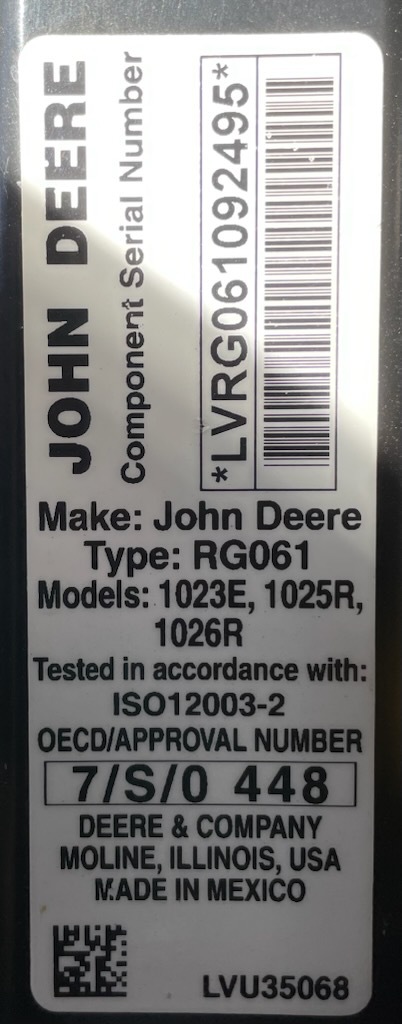 JOHN DEERE
Component Serial Number
*LVRG061092495*
Make: John Deere
Type: RG061
Models: 1023E, 1025R,
1026R
Tested in accordance with:
ISO12003-2
OECD/APPROVAL NUMBER
7/S/0 448
DEERE & COMPANY
MOLINE, ILLINOIS, USA
MADE IN MEXICO
LVU35068